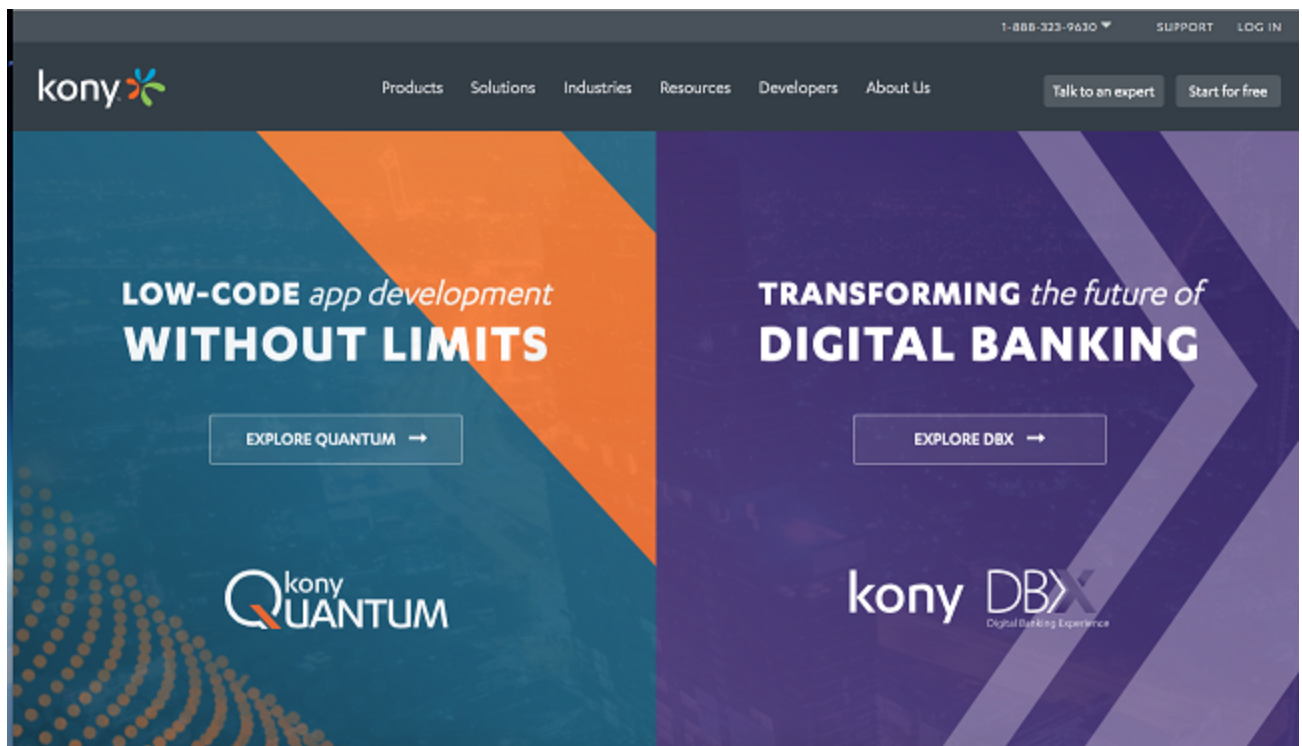 1-888-323-9630 SUPPORT LOG IN
kony Products Solutions Industries Resources Developers About Us Talk to an expert Start for free
LOW-CODE app development
WITHOUT LIMITS
EXPLORE QUANTUM →
kony
QUANTUM
TRANSFORMING the future of
DIGITAL BANKING
EXPLORE DBX →
kony DBX
Digital Banking Experience